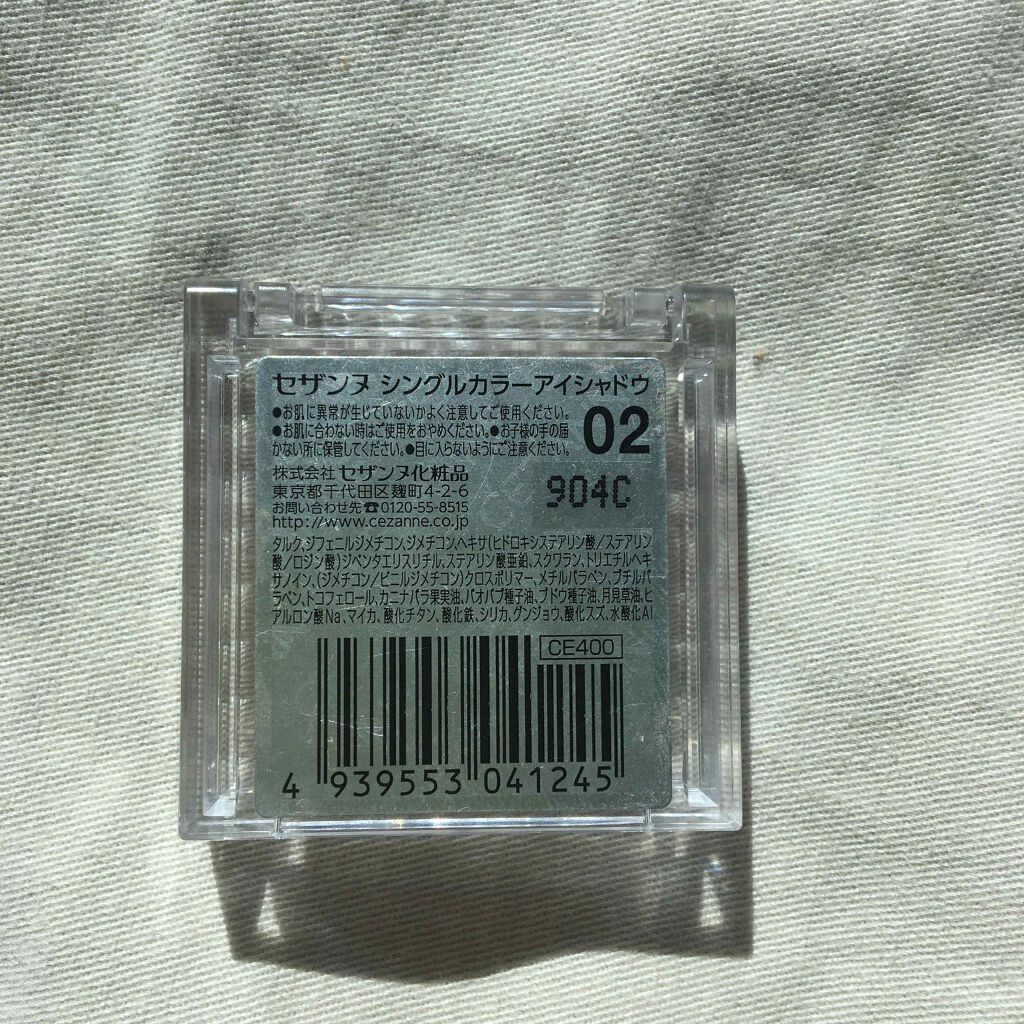 セザンヌ シングルカラーアイシャドウ
●お肌に異常が生じていないかよく注意してご使用ください。
●お肌に合わない時はご使用をおやめください。●お子様の手の届
かない所に保管してください。●目に入らないようにご注意ください。
02
株式会社 セザンヌ化粧品
東京都千代田区麹町4-2-6
お問い合わせ先☎0120-55-8515
http://www.cezanne.co.jp
904C
タルク、ジフェニルジメチコン、ジメチコン、ヘキサ(ヒドロキシステアリン酸/ステアリン
酸/ロジン酸)ジペンタエリスリチル、ステアリン酸亜鉛、スクワラン、トリエチルヘキ
サノイン、(ジメチコン/ビニルジメチコン)クロスポリマー、メチルパラベン、ブチルパ
ラベン、トコフェロール、カニナバラ果実油、バオバブ種子油、ブドウ種子油、月見草油、ヒ
アルロン酸Na、マイカ、酸化チタン、酸化鉄、シリカ、グンジョウ、酸化スズ、水酸化Al
CE400
4 939553 041245